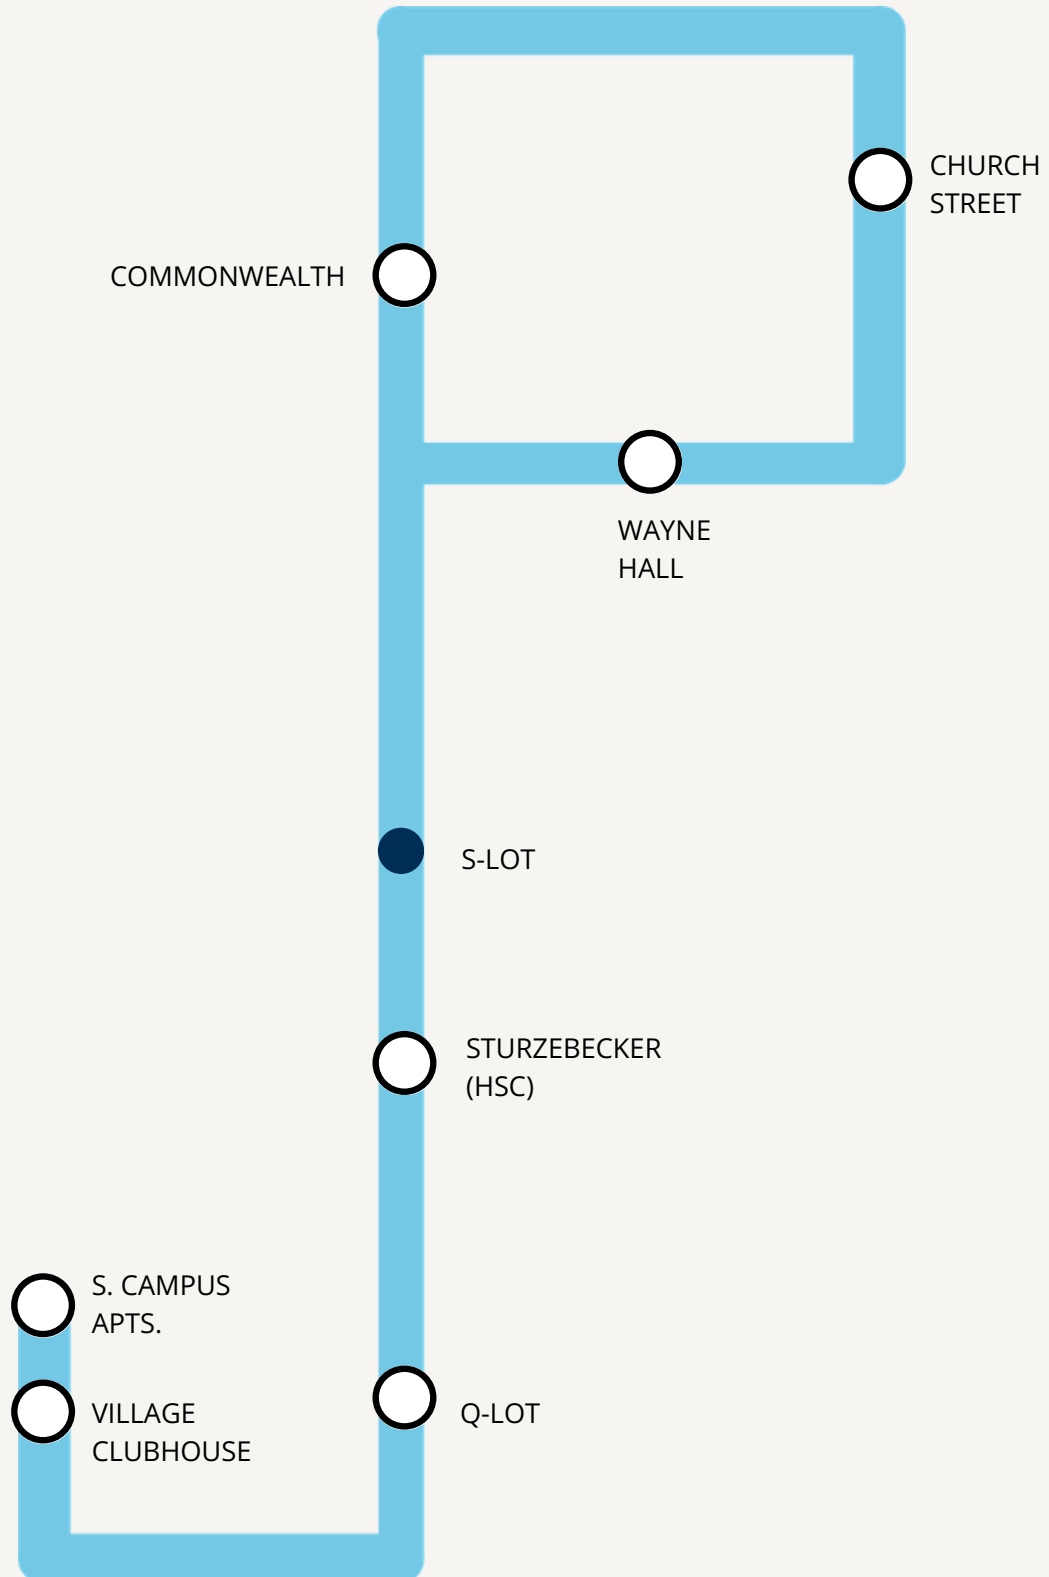 CHURCH
STREET
COMMONWEALTH
WAYNE
HALL
S-LOT
STURZEBECKER
(HSC)
S. CAMPUS
APTS.
VILLAGE
CLUBHOUSE
Q-LOT